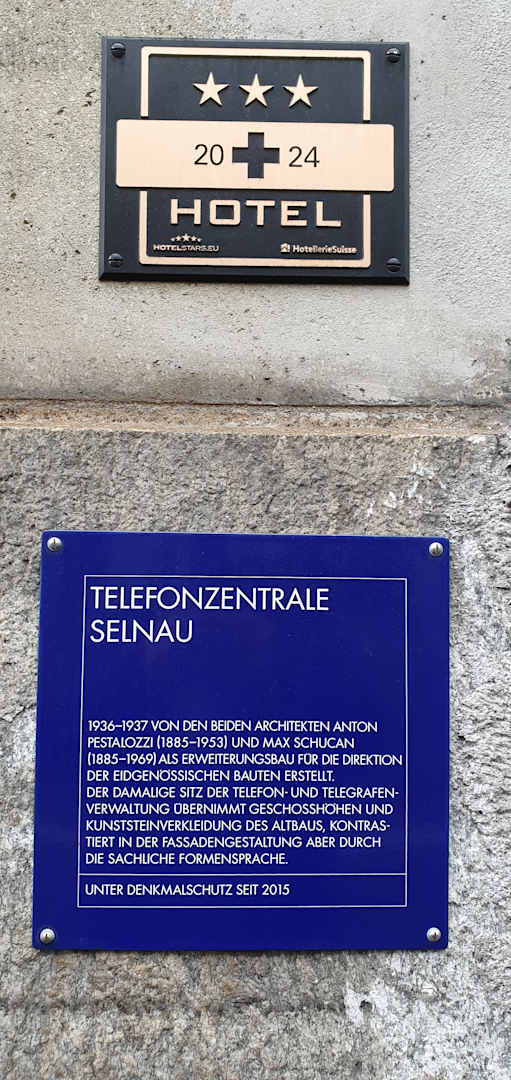 20 24
HOTEL
HOTELSTARS.EU HotellerieSuisse
TELEFONZENTRALE
SELNAU
1936–1937 VON DEN BEIDEN ARCHITEKTEN ANTON
PESTALOZZI (1885–1953) UND MAX SCHUCAN
(1885–1969) ALS ERWEITERUNGSBAU FÜR DIE DIREKTION
DER EIDGENÖSSISCHEN BAUTEN ERSTELLT.
DER DAMALIGE SITZ DER TELEFON- UND TELEGRAFEN-
VERWALTUNG ÜBERNIMMT GESCHOSSHÖHEN UND
KUNSTSTEINVERKLEIDUNG DES ALTBAUS, KONTRAS-
TIERT IN DER FASSADENGESTALTUNG ABER DURCH
DIE SACHLICHE FORMENSPRACHE.
UNTER DENKMALSCHUTZ SEIT 2015